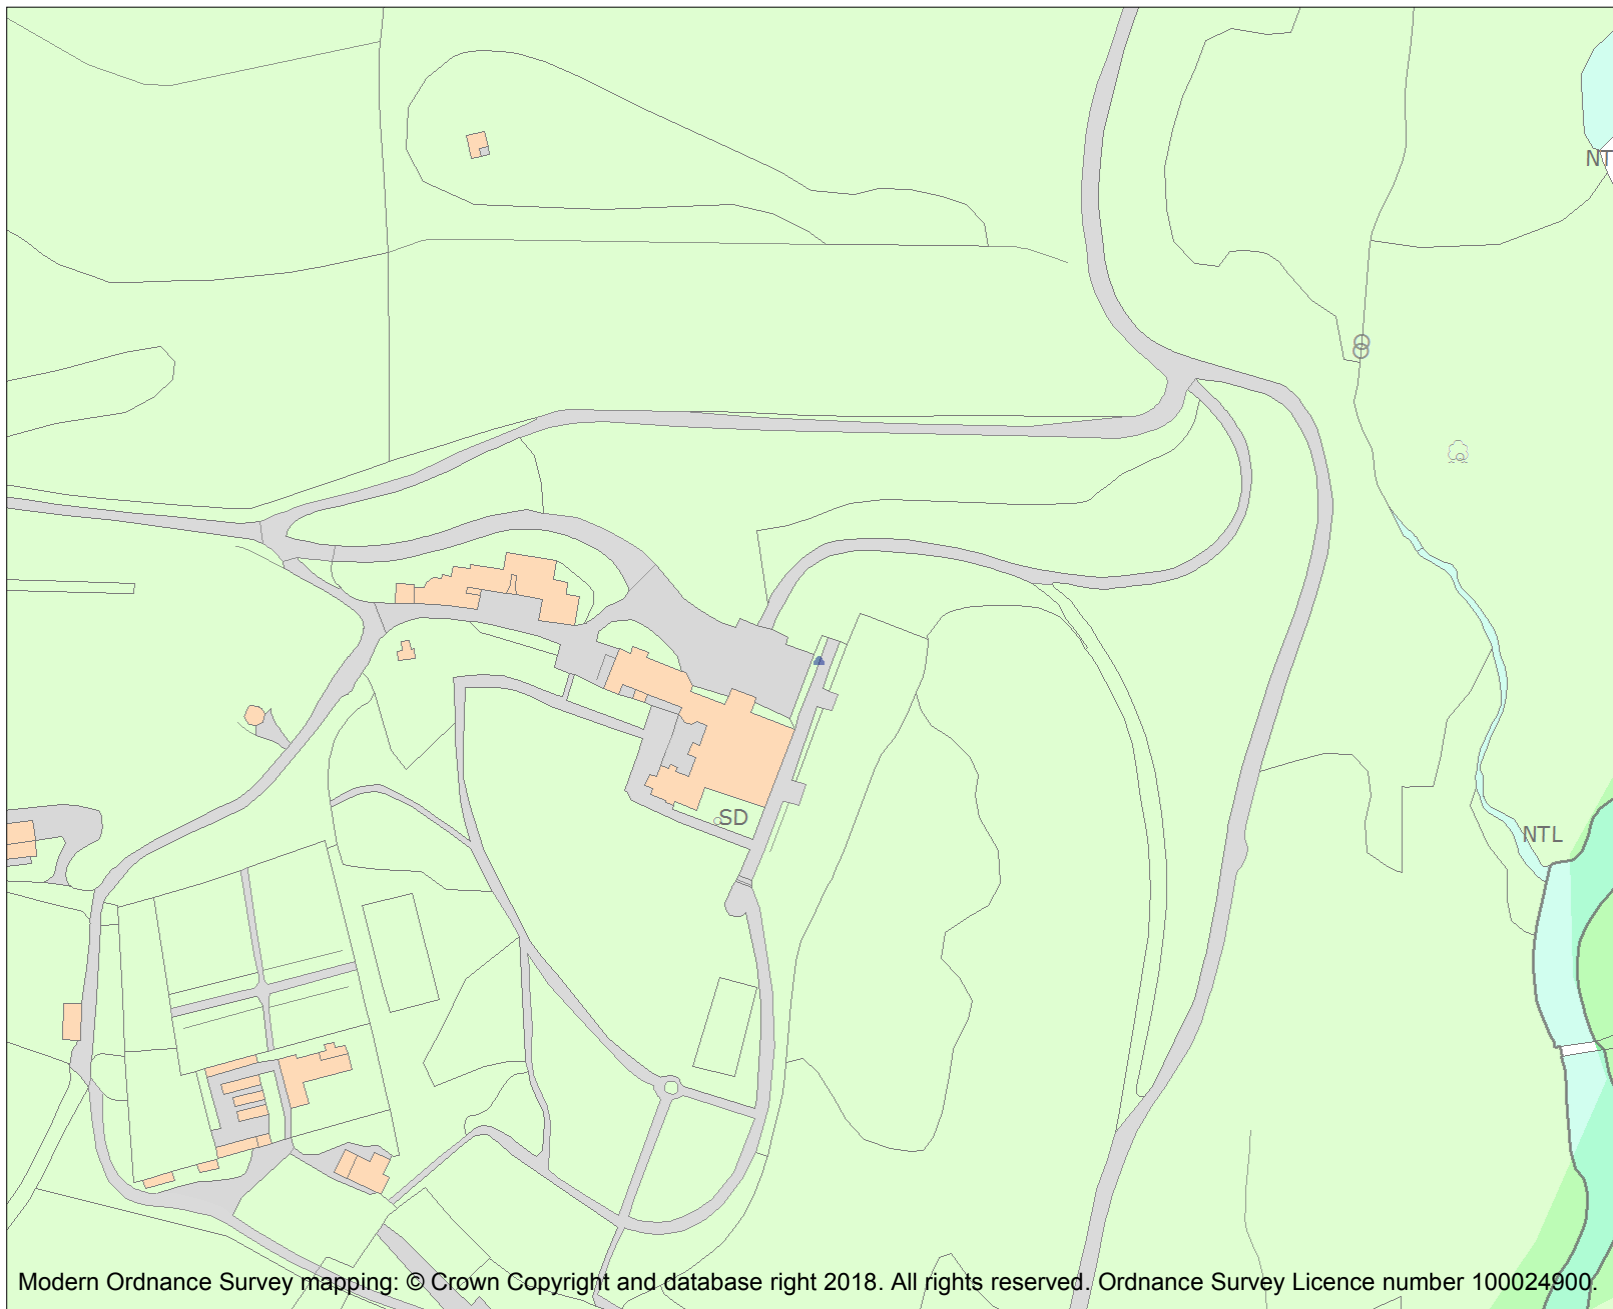 NT
SD
NTL
Modern Ordnance Survey mapping: © Crown Copyright and database right 2018. All rights reserved. Ordnance Survey Licence number 100024900.